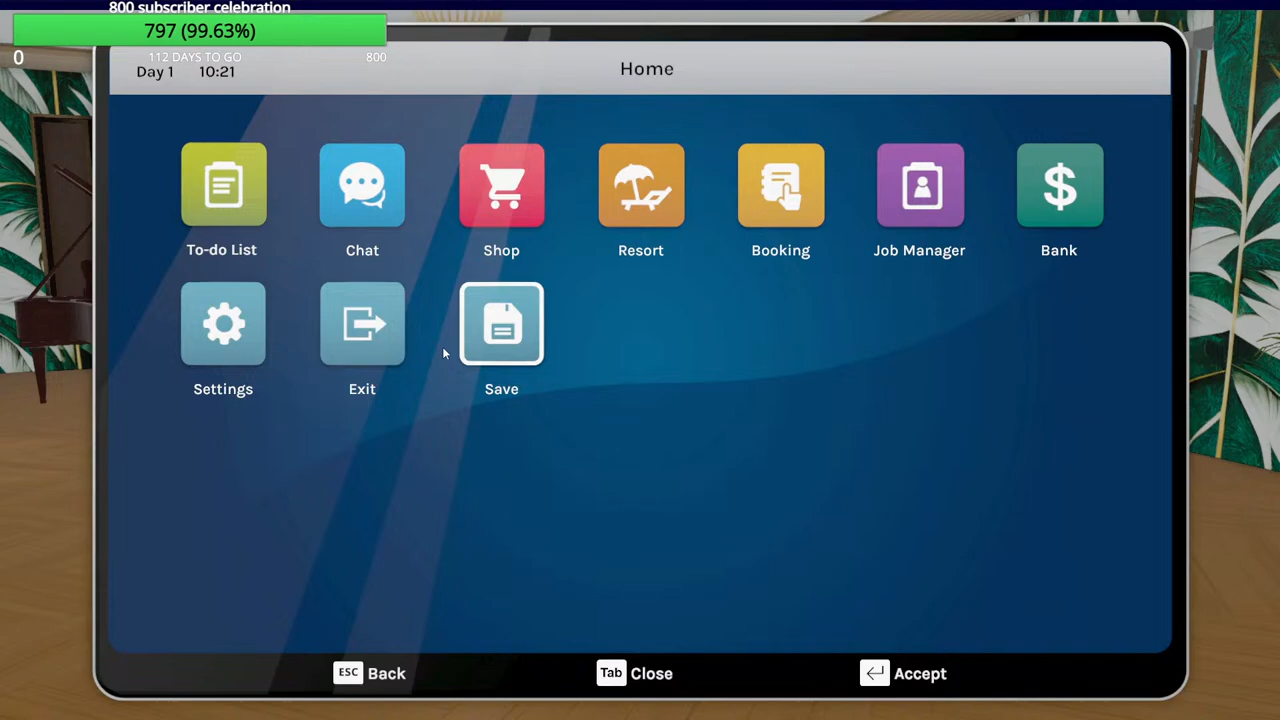 800 subscriber celebration
797 (99.63%)
0 112 DAYS TO GO 800
Day 1 10:21 Home
To-do List Chat Shop Resort Booking Job Manager Bank
Settings Exit Save
ESC Back Tab Close Accept